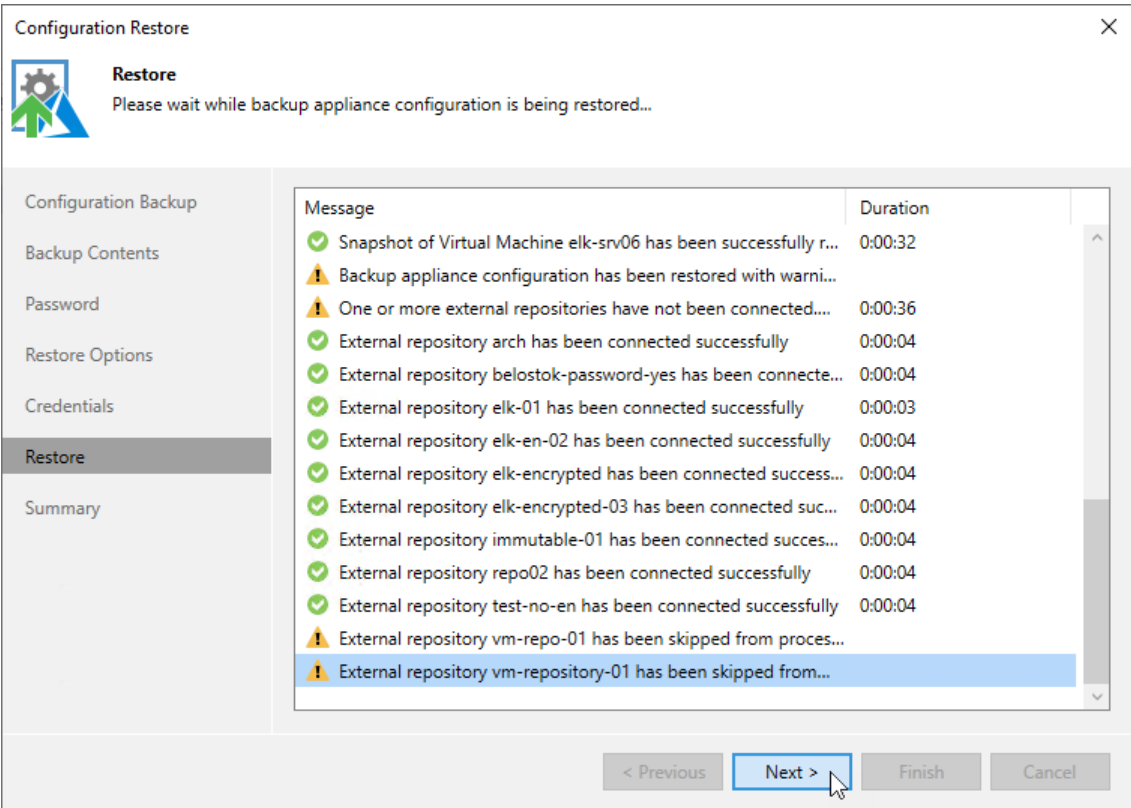 Configuration Restore
Restore
Please wait while backup appliance configuration is being restored...
Configuration Backup
Backup Contents
Password
Restore Options
Credentials
Restore
Summary
Message Duration
Snapshot of Virtual Machine elk-srv06 has been successfully r... 0:00:32
Backup appliance configuration has been restored with warni...
One or more external repositories have not been connected.... 0:00:36
External repository arch has been connected successfully 0:00:04
External repository belostok-password-yes has been connecte... 0:00:04
External repository elk-01 has been connected successfully 0:00:03
External repository elk-en-02 has been connected successfully 0:00:04
External repository elk-encrypted has been connected success... 0:00:04
External repository elk-encrypted-03 has been connected suc... 0:00:04
External repository immutable-01 has been connected succes... 0:00:04
External repository repo02 has been connected successfully 0:00:04
External repository test-no-en has been connected successfully 0:00:04
External repository vm-repo-01 has been skipped from proces...
External repository vm-repository-01 has been skipped from...
< Previous Next > Finish Cancel